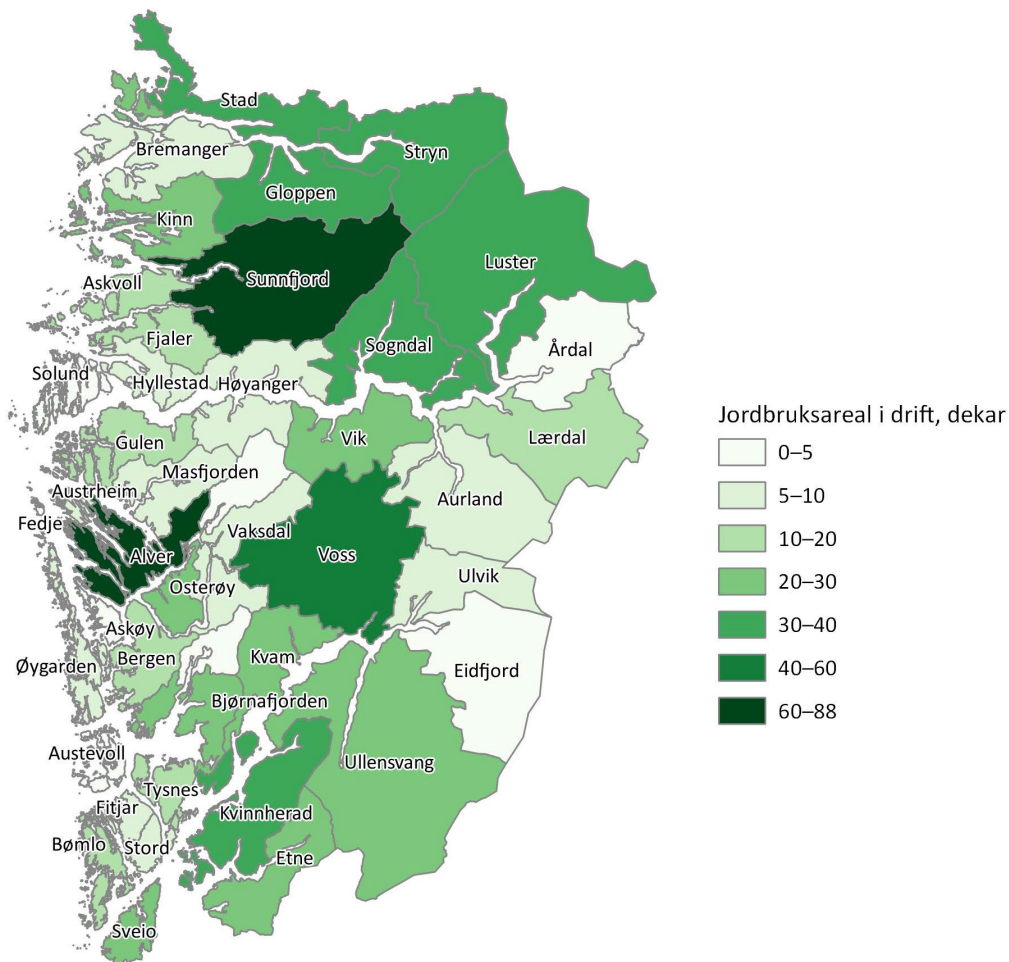 Stad
Bremanger
Stryn
Gloppen
Kinn
Luster
Sunnfjord
Askvoll
Fjaler
Sogndal
Årdal
Solund
Hyllestad
Høyanger
Jordbruksareal i drift, dekar
0–5
5–10
10–20
20–30
30–40
40–60
60–88
Gulen
Vik
Lærdal
Masfjorden
Austrheim
Aurland
Fedje
Vaksdal
Alver
Voss
Ulvik
Osterøy
Askøy
Øygarden
Bergen
Kvam
Eidfjord
Bjørnafjorden
Austevoll
Ullensvang
Tysnes
Fitjar
Kvinnherad
Bømlo
Stord
Etne
Sveio